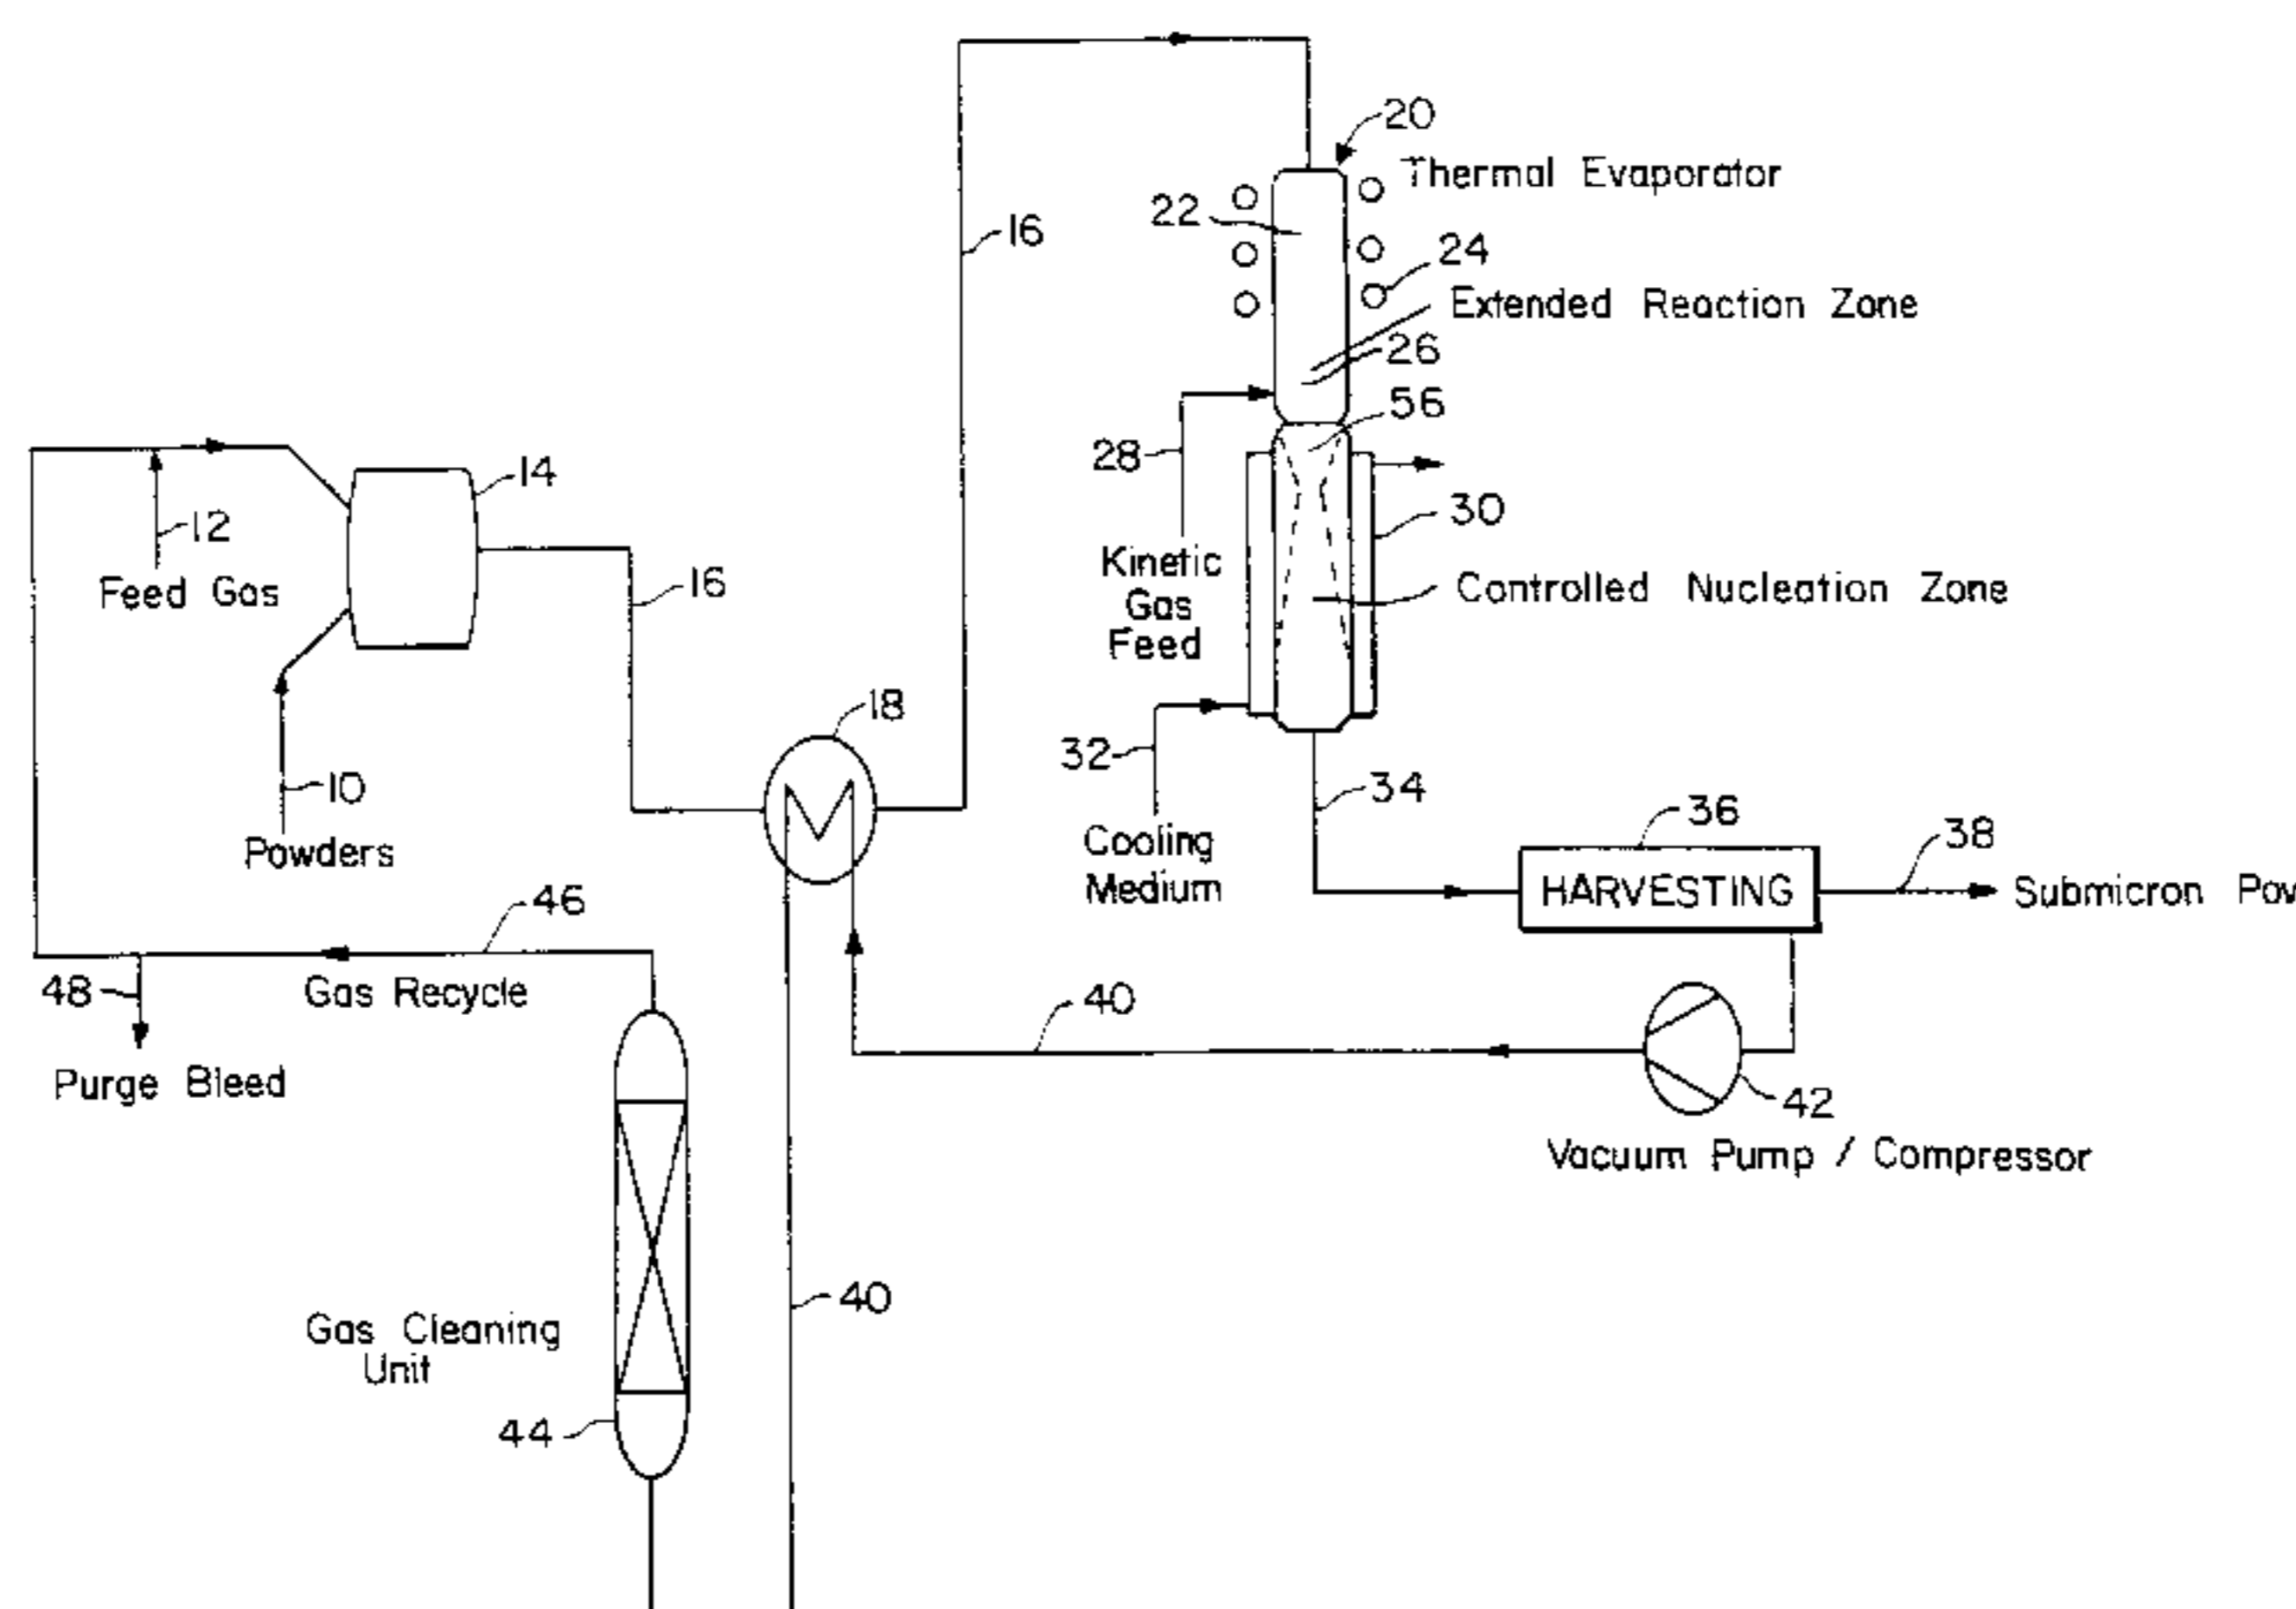 20
Thermal Evaporator
22
16
24
Extended Reaction Zone
26
56
28
14
30
12
Feed Gas
Kinetic
Gas
Feed
16
Controlled Nucleation Zone
18
32
10
34
Powders
Cooling
Medium
36
38
HARVESTING
Submicron Pow
46
48
Gas Recycle
40
Purge Bleed
42
Vacuum Pump / Compressor
40
Gas Cleaning
Unit
44